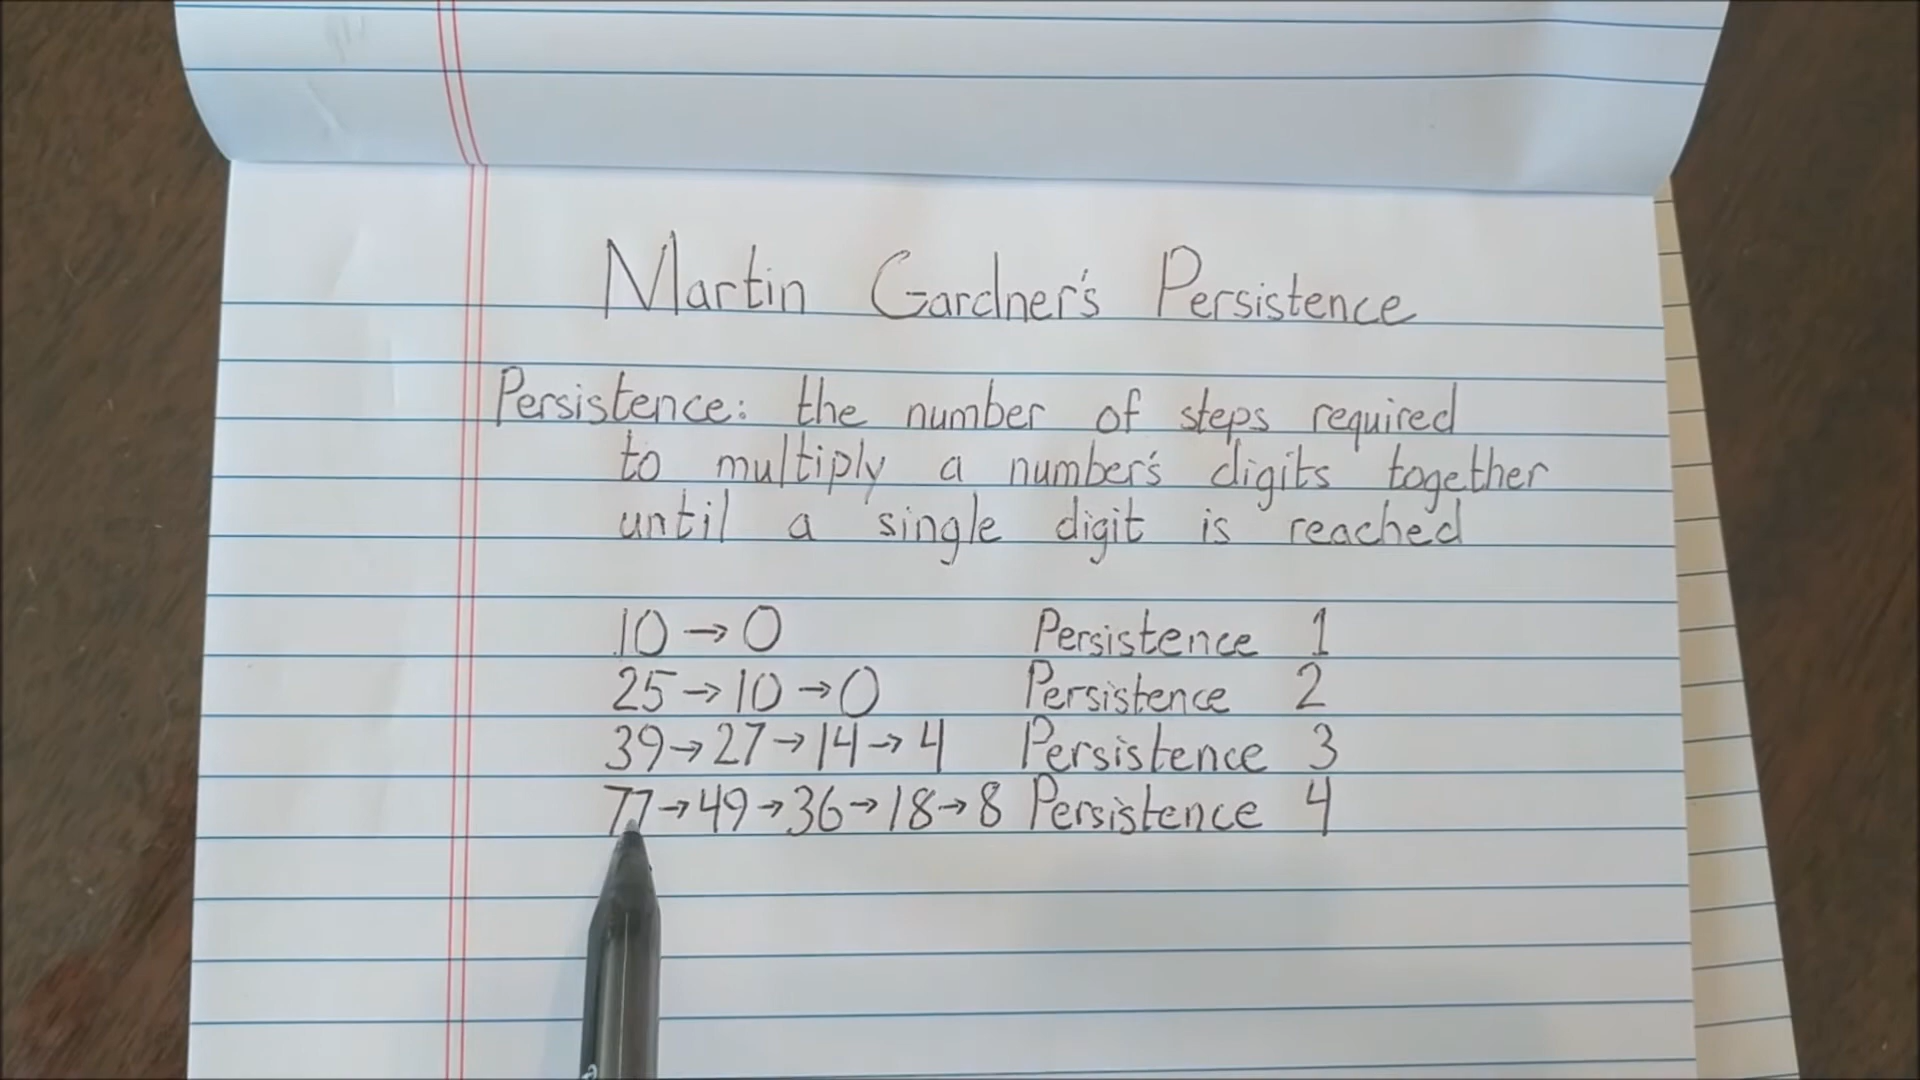 Martin Gardner's Persistence
Persistence: the number of steps required
to multiply a number's digits together
until a single digit is reached
10→0 Persistence 1
25→10→0 Persistence 2
39→27→14→4 Persistence 3
77→49→36→18→8 Persistence 4